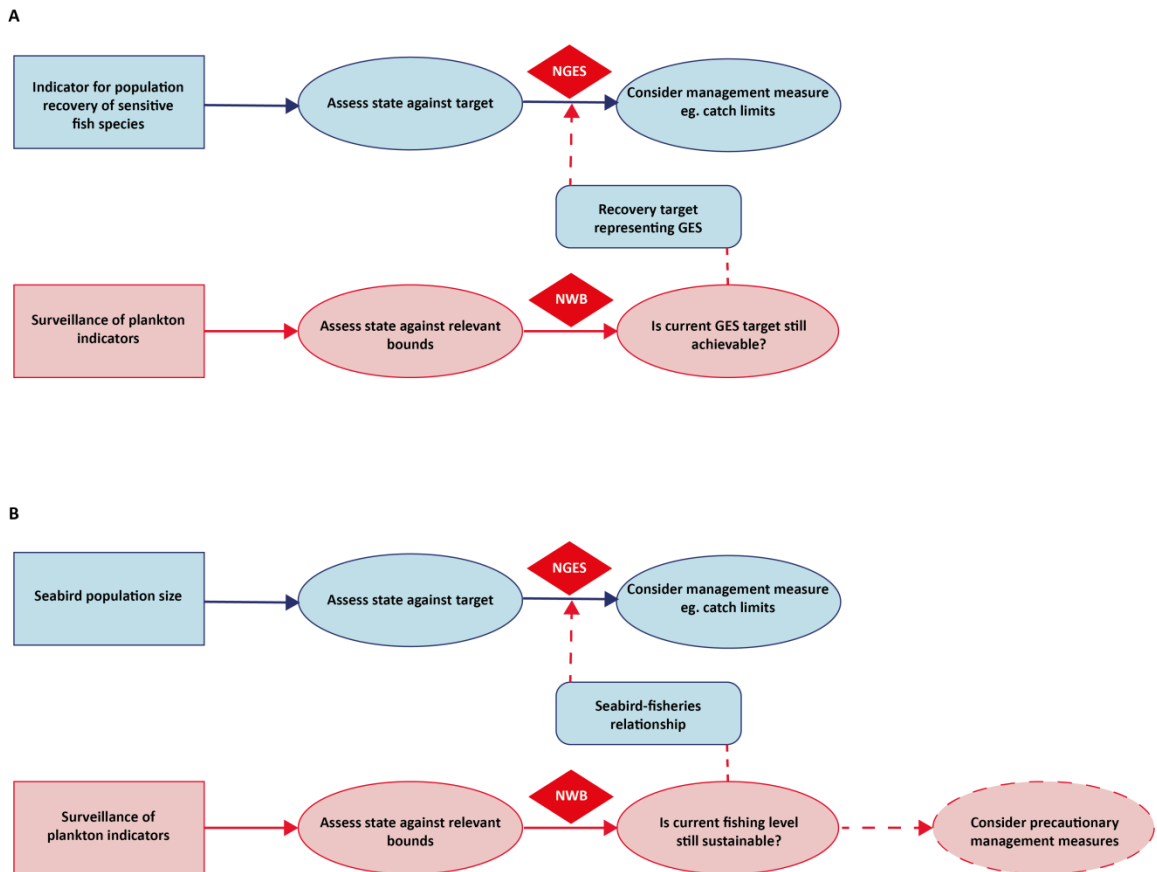 A
Indicator for population
recovery of sensitive
fish species
Assess state against target
NGES
Consider management measure
eg. catch limits
Recovery target
representing GES
Surveillance of plankton
indicators
Assess state against relevant
bounds
NWB
Is current GES target still
achievable?
B
Seabird population size
Assess state against target
NGES
Consider management measure
eg. catch limits
Seabird-fisheries
relationship
Surveillance of
plankton indicators
Assess state against relevant
bounds
NWB
Is current fishing level
still sustainable?
Consider precautionary
management measures